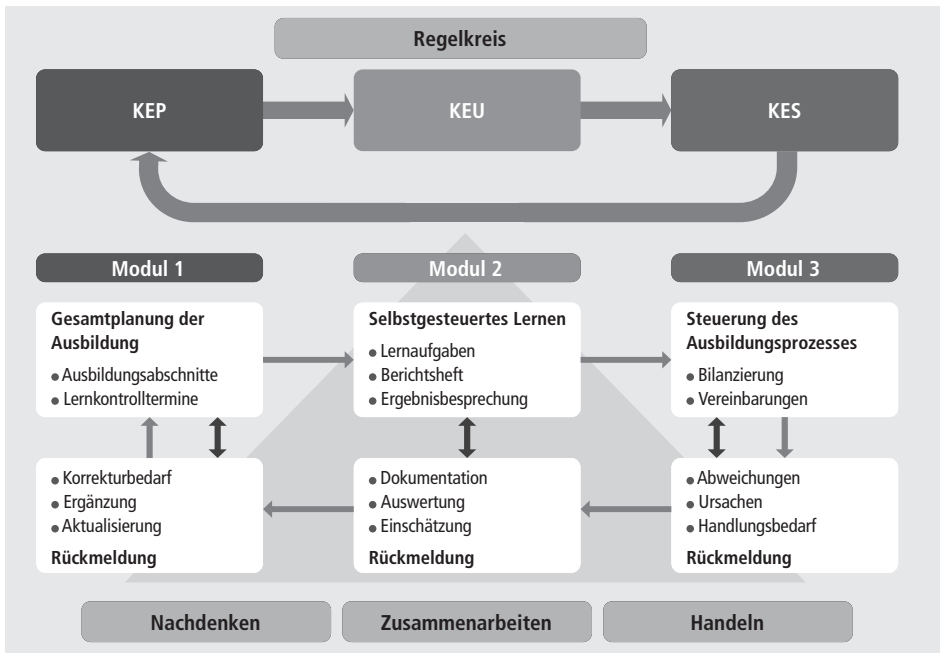 Regelkreis
KEP
KEU
KES
Modul 1
Modul 2
Modul 3
Gesamtplanung der
Ausbildung
● Ausbildungsabschnitte
● Lernkontrolltermine
Selbstgesteuertes Lernen
● Lernaufgaben
● Berichtsheft
● Ergebnisbesprechung
Steuerung des
Ausbildungsprozesses
● Bilanzierung
● Vereinbarungen
● Korrekturbedarf
● Ergänzung
● Aktualisierung
Rückmeldung
● Dokumentation
● Auswertung
● Einschätzung
Rückmeldung
● Abweichungen
● Ursachen
● Handlungsbedarf
Rückmeldung
Nachdenken
Zusammenarbeiten
Handeln